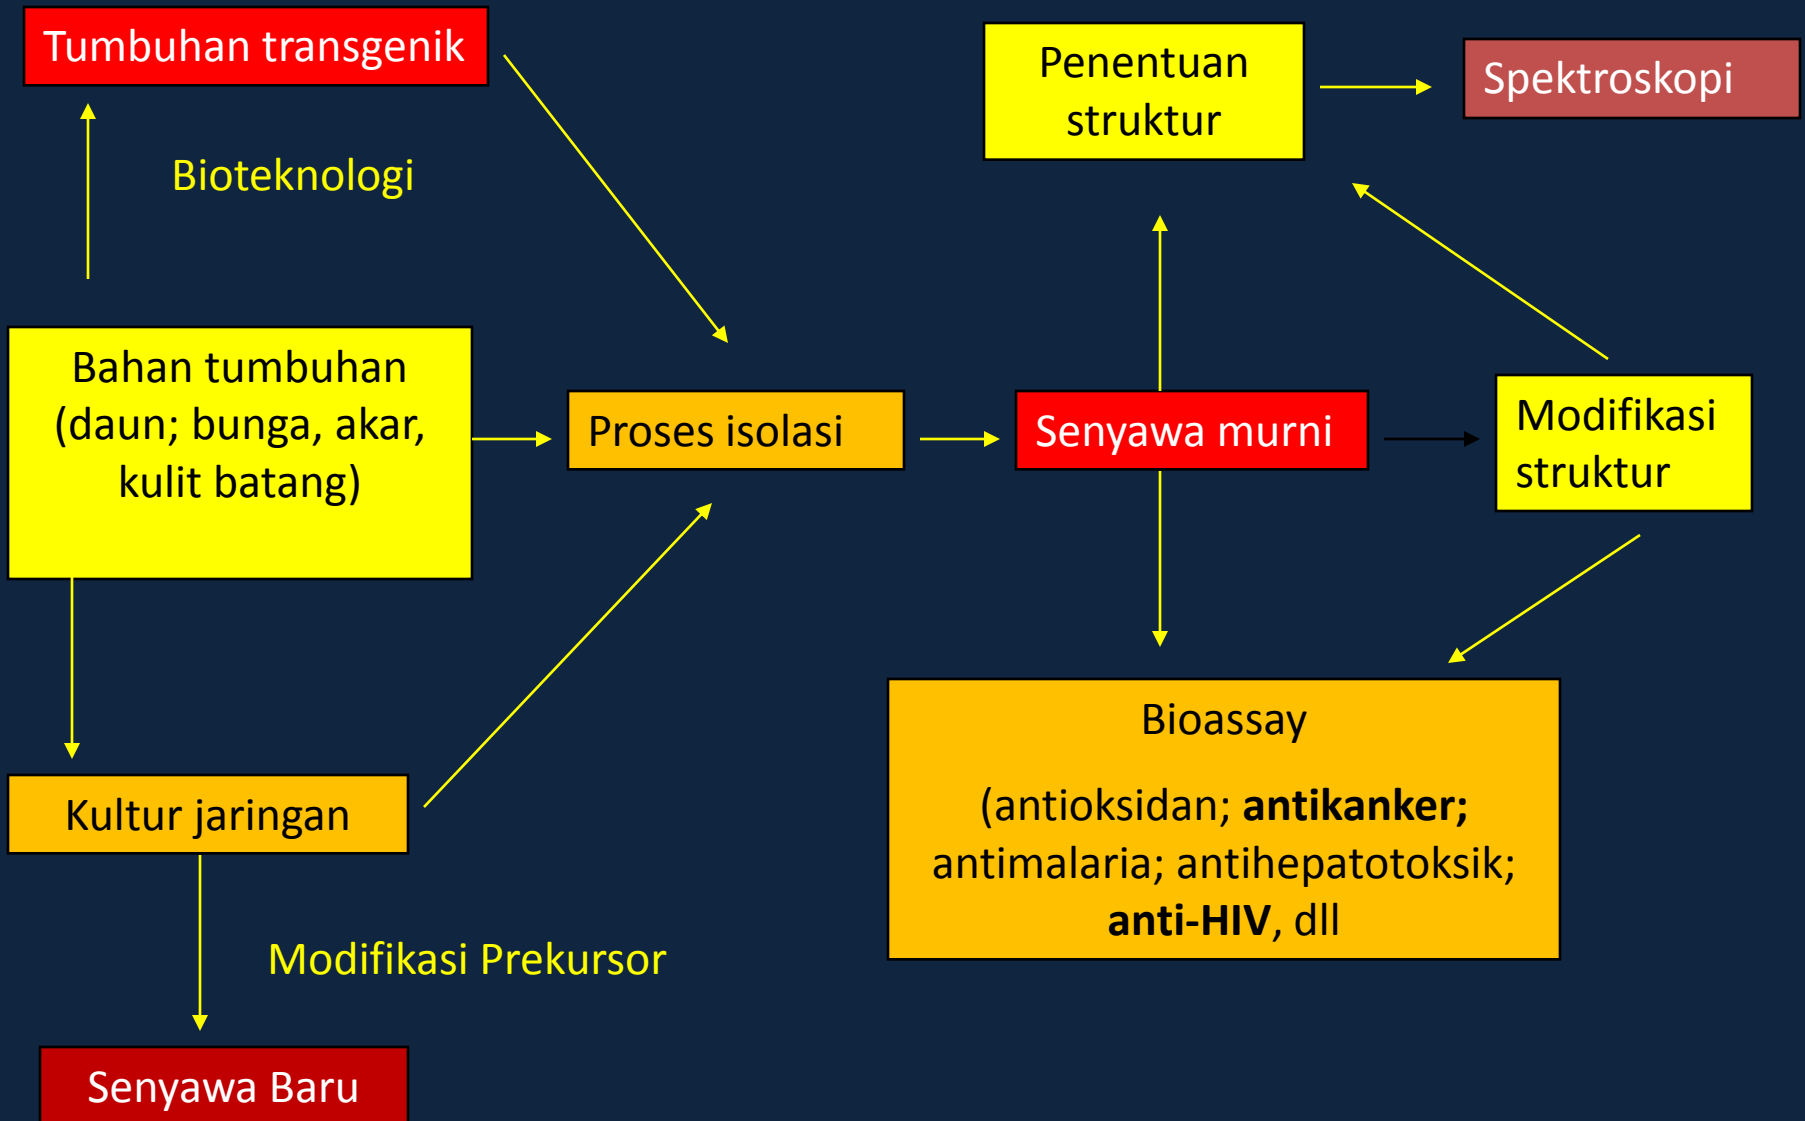 Tumbuhan transgenik
Penentuan
struktur
Spektroskopi
Bioteknologi
Bahan tumbuhan
(daun; bunga, akar,
kulit batang)
Proses isolasi
Senyawa murni
Modifikasi
struktur
Bioassay
(antioksidan; antikanker;
antimalaria; antihepatotoksik;
anti-HIV, dll
Kultur jaringan
Modifikasi Prekursor
Senyawa Baru